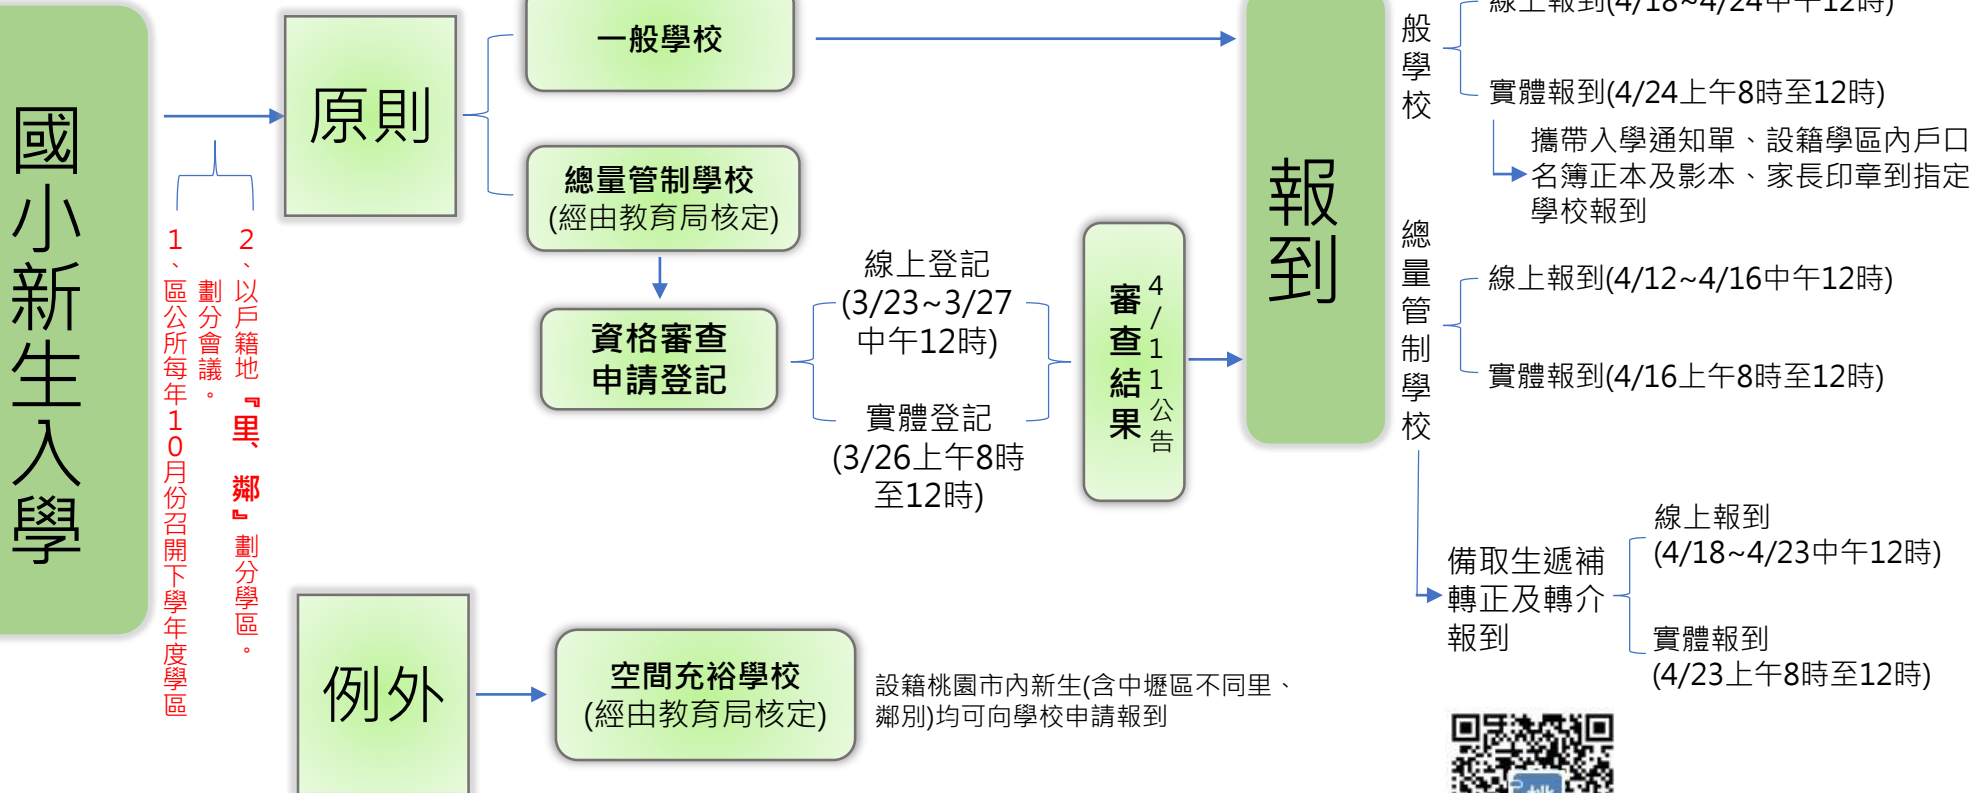 國小新生入學
1、區公所每年10月份召開下學年度學區
劃分會議。
2、以戶籍地『里、鄰』劃分學區。
原則
一般學校
總量管制學校
(經由教育局核定)
資格審查
申請登記
線上登記
(3/23~3/27
中午12時)
實體登記
(3/26上午8時
至12時)
審查結果
4/11公告
報到
般學校
線上報到(4/18~4/24中午12時)
實體報到(4/24上午8時至12時)
攜帶入學通知單、設籍學區內戶口
名簿正本及影本、家長印章到指定
學校報到
總量管制學校
線上報到(4/12~4/16中午12時)
實體報到(4/16上午8時至12時)
備取生遞補
轉正及轉介
報到
線上報到
(4/18~4/23中午12時)
實體報到
(4/23上午8時至12時)
例外
空間充裕學校
(經由教育局核定)
設籍桃園市內新生(含中壢區不同里、
鄰別)均可向學校申請報到